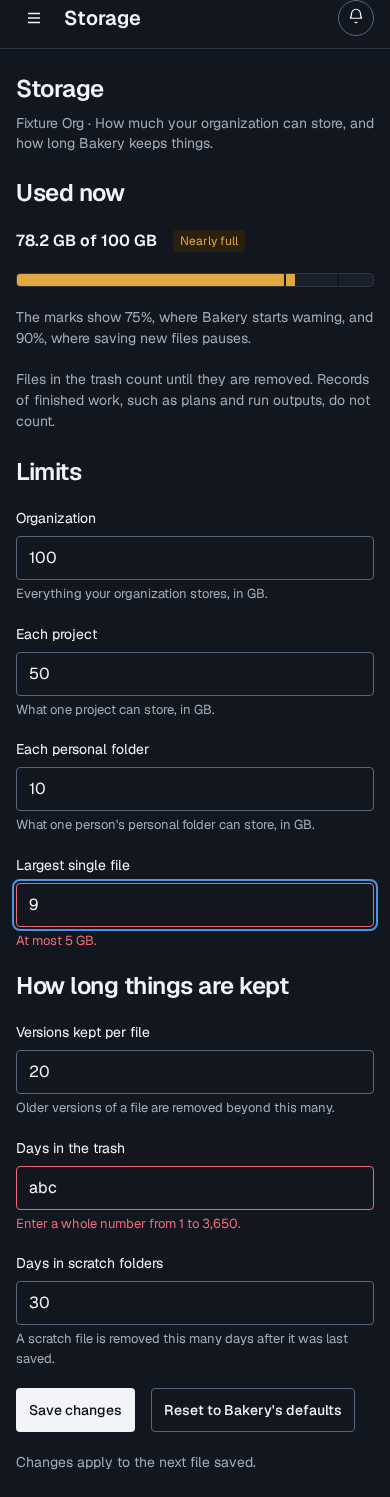 Storage
Storage
Fixture Org · How much your organization can store, and
how long Bakery keeps things.
Used now
78.2 GB of 100 GB
Nearly full
The marks show 75%, where Bakery starts warning, and
90%, where saving new files pauses.
Files in the trash count until they are removed. Records
of finished work, such as plans and run outputs, do not
count.
Limits
Organization
100
Everything your organization stores, in GB.
Each project
50
What one project can store, in GB.
Each personal folder
10
What one person's personal folder can store, in GB.
Largest single file
9
At most 5 GB.
How long things are kept
Versions kept per file
20
Older versions of a file are removed beyond this many.
Days in the trash
abc
Enter a whole number from 1 to 3,650.
Days in scratch folders
30
A scratch file is removed this many days after it was last
saved.
Save changes
Reset to Bakery's defaults
Changes apply to the next file saved.